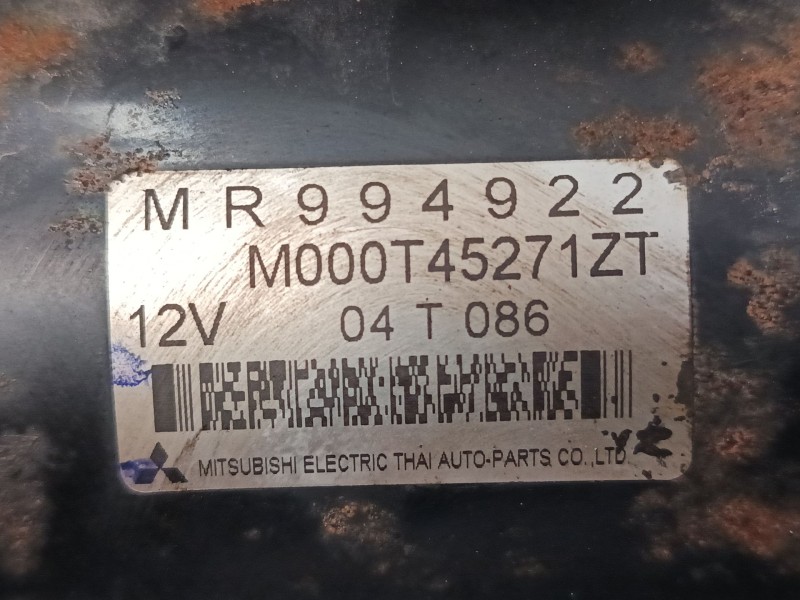 MR994922
M000T45271ZT
12V 04 T 086
MITSUBISHI ELECTRIC THAI AUTO-PARTS CO.,LTD